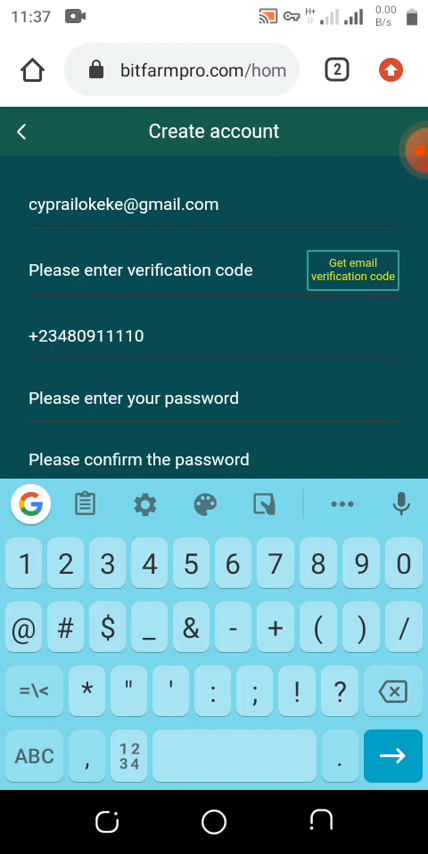 11:37 H+ 0.00 B/s
bitfarmpro.com/hom 2
Create account
cyprailokeke@gmail.com
Please enter verification code
Get email
verification code
+23480911110
Please enter your password
Please confirm the password
G
1 2 3 4 5 6 7 8 9 0
@ # $ _ & - + ( ) /
=\< * " ' : ; ! ?
ABC , 12 34 .